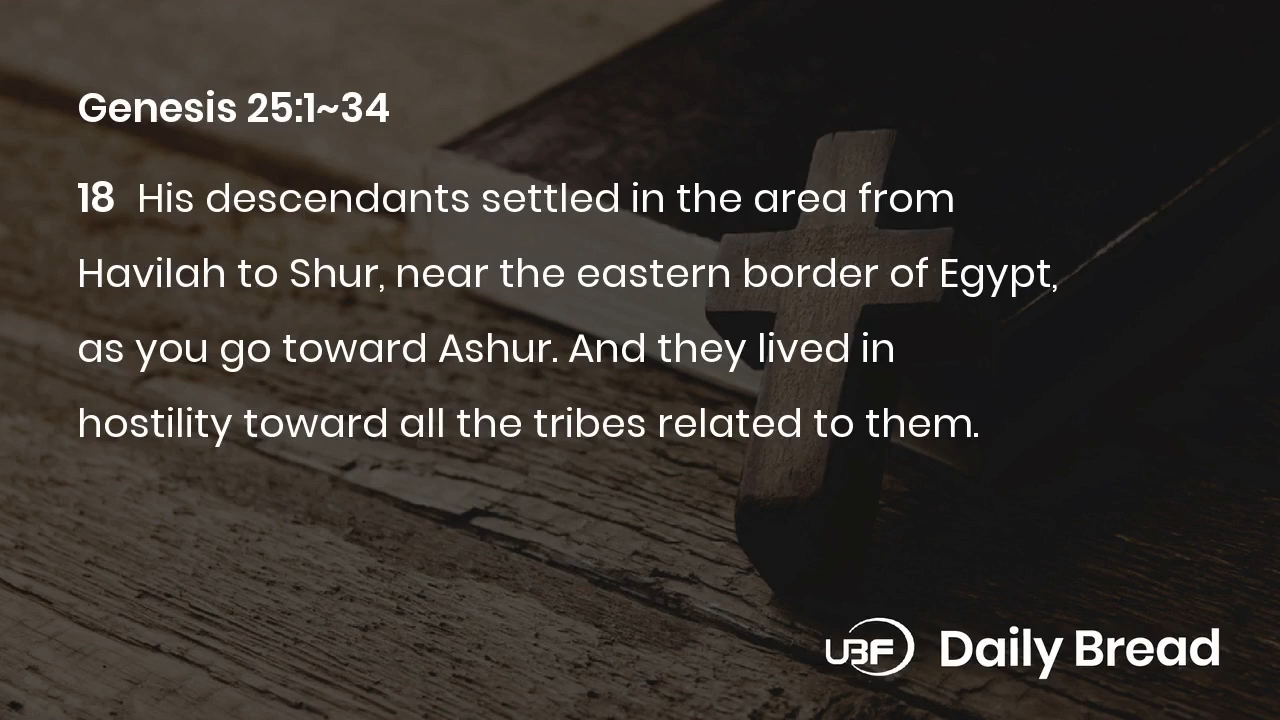 Genesis 25:1~34
18 His descendants settled in the area from
Havilah to Shur, near the eastern border of Egypt,
as you go toward Ashur. And they lived in
hostility toward all the tribes related to them.
UBF Daily Bread